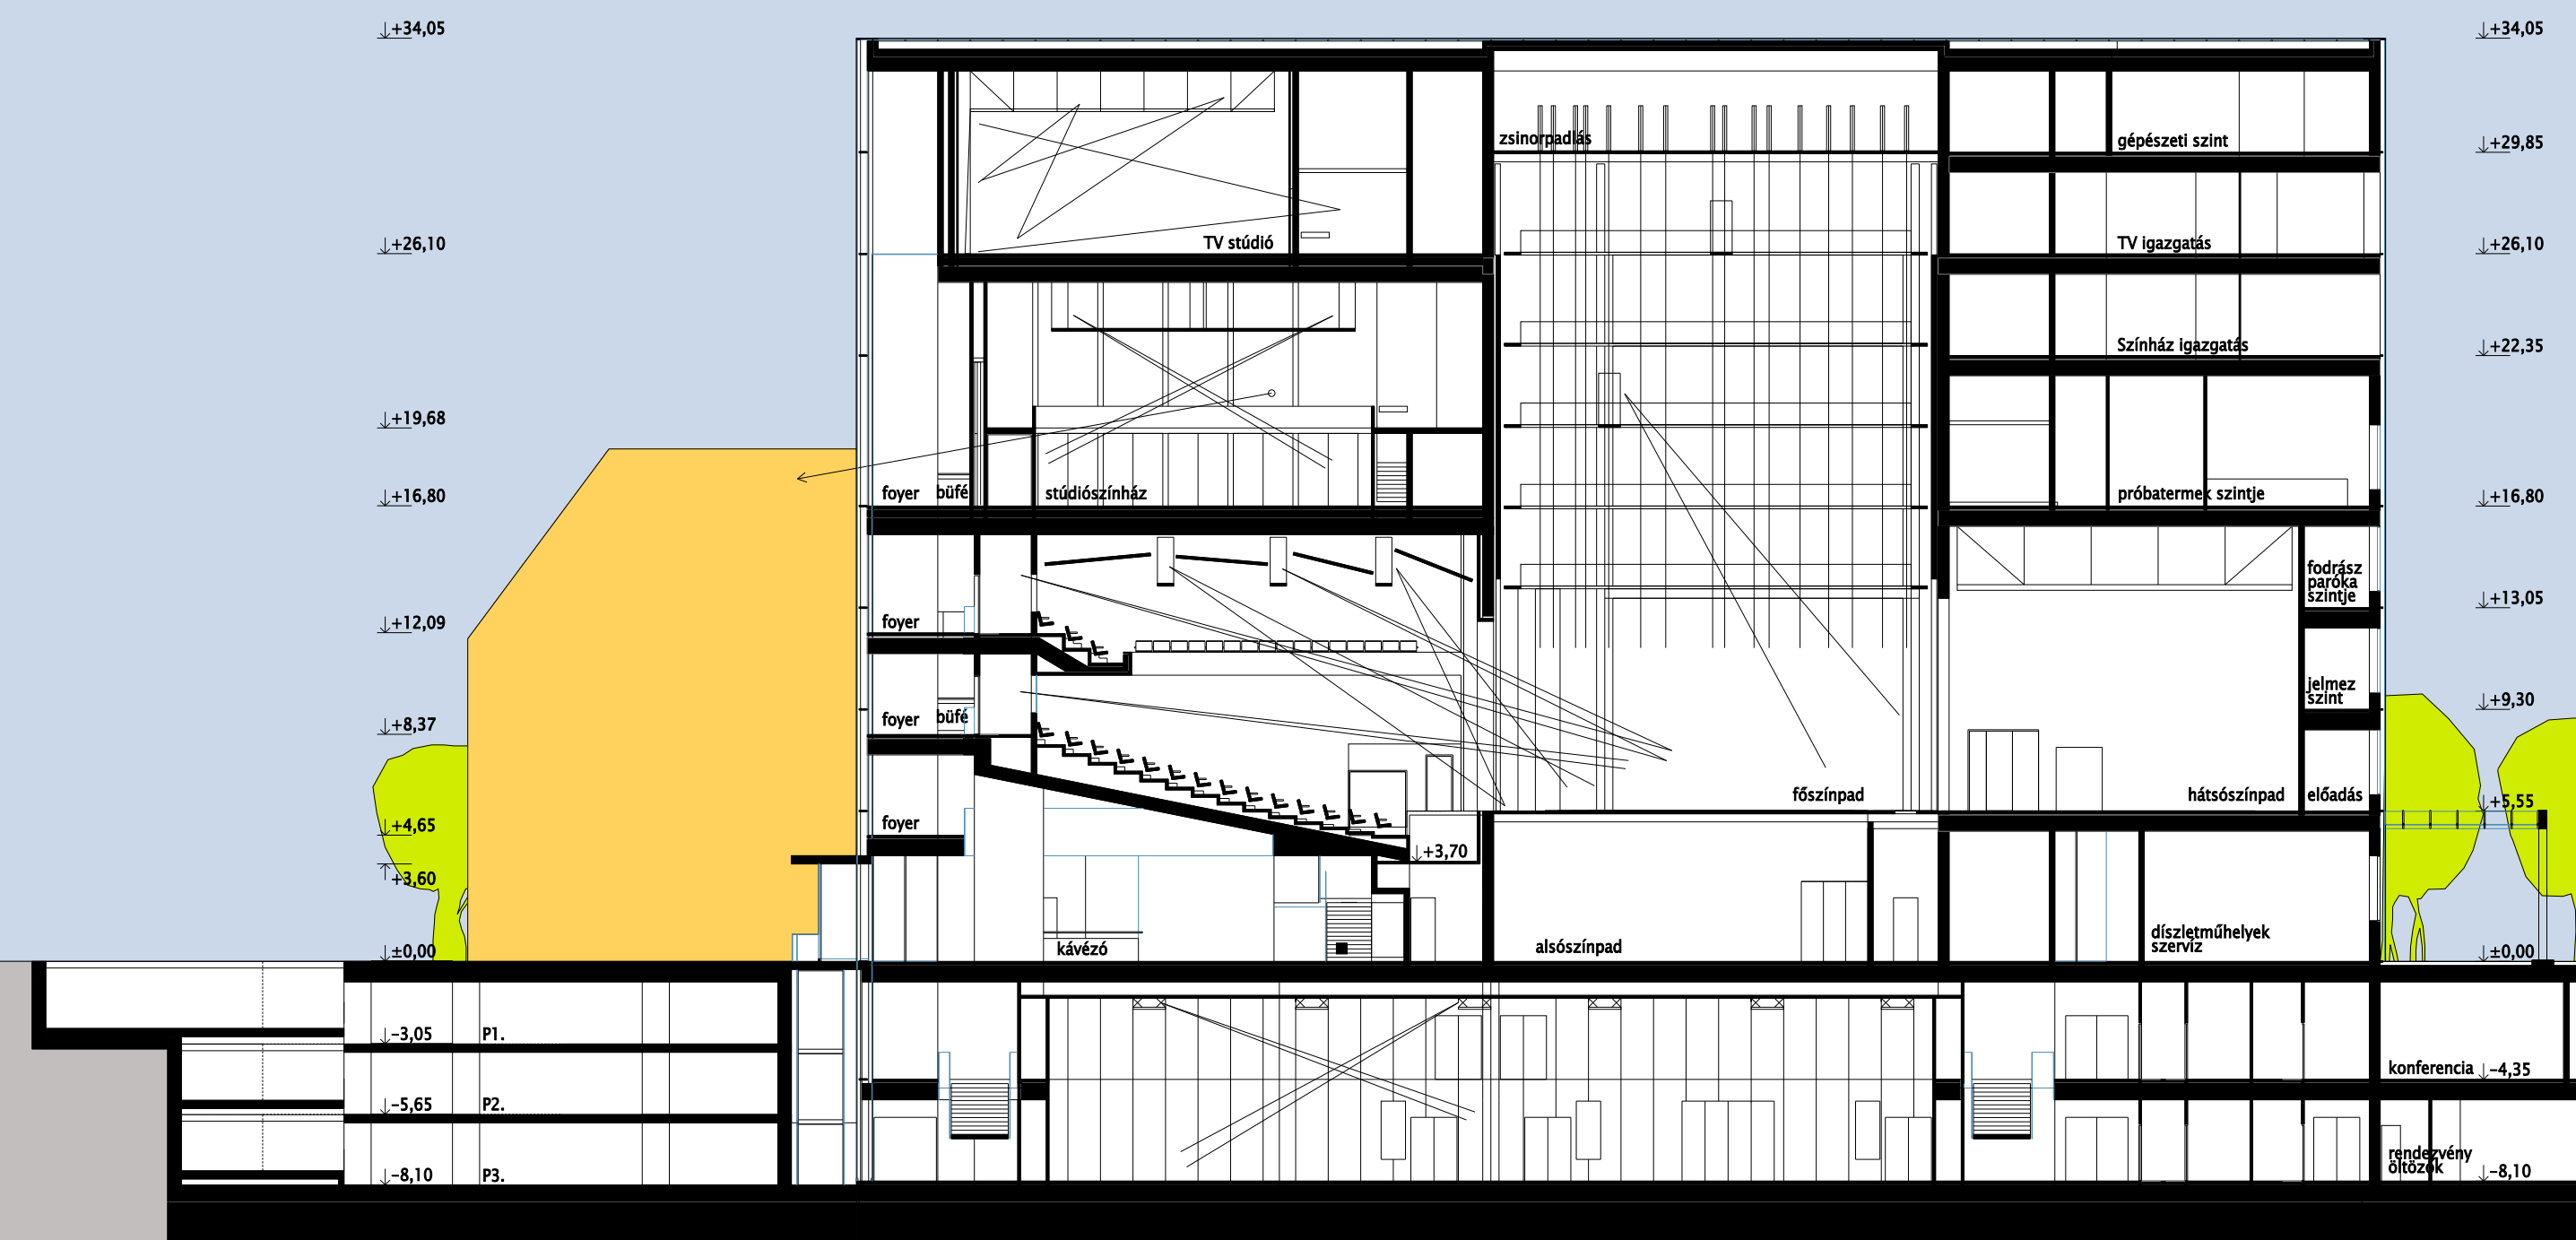 +34,05
+34,05
zsinorpadlás
gépészeti szint
+29,85
+26,10
TV stúdió
TV igazgatás
+26,10
Színház igazgatás
+22,35
+19,68
+16,80
foyer
büfé
stúdiószínház
próbatermek szintje
+16,80
fodrász
paróka
szintje
+13,05
+12,09
foyer
jelmez
szint
+9,30
+8,37
foyer
büfé
főszínpad
hátsószínpad
előadás
+5,55
+4,65
foyer
+3,70
+3,60
±0,00
kávézó
alsószínpad
díszletműhelyek
szervíz
±0,00
−3,05
P1.
konferencia
−4,35
−5,65
P2.
rendezvény
öltözők
−8,10
P3.
−8,10